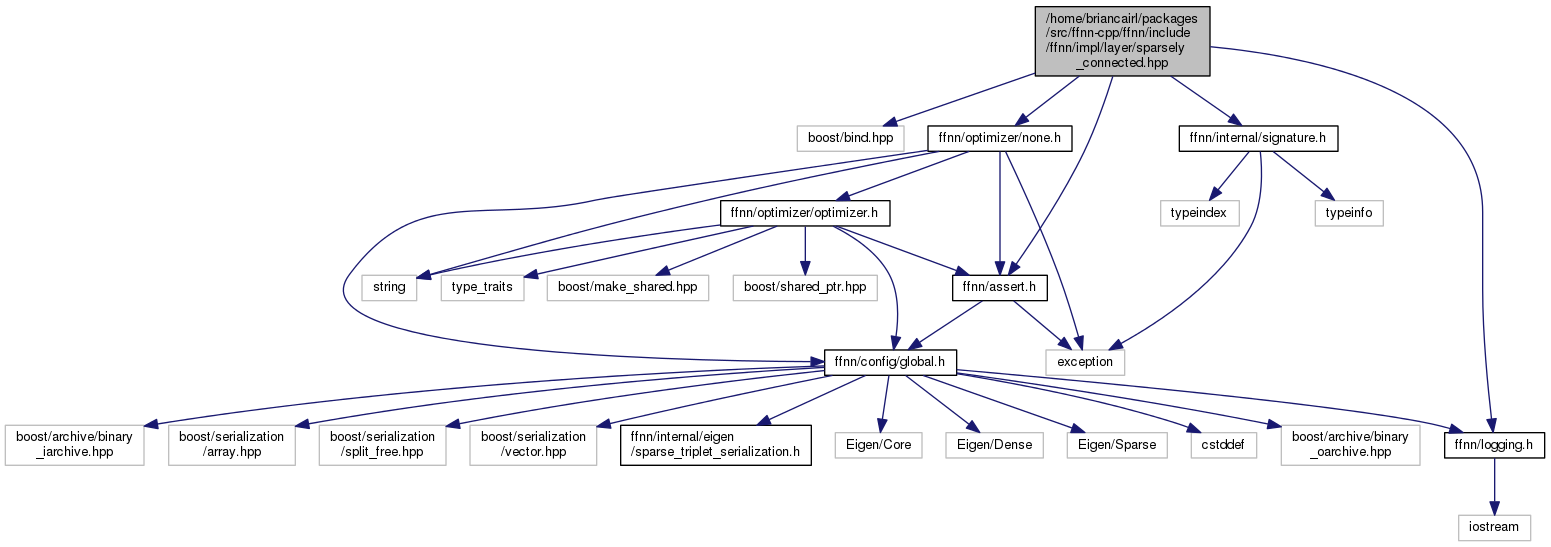 /home/briancairl/packages
/src/ffnn-cpp/ffnn/include
/ffnn/impl/layer/sparsely
_connected.hpp
boost/bind.hpp
ffnn/optimizer/none.h
ffnn/internal/signature.h
ffnn/optimizer/optimizer.h
typeindex
typeinfo
string
type_traits
boost/make_shared.hpp
boost/shared_ptr.hpp
ffnn/assert.h
ffnn/config/global.h
exception
boost/archive/binary
_iarchive.hpp
boost/serialization
/array.hpp
boost/serialization
/split_free.hpp
boost/serialization
/vector.hpp
ffnn/internal/eigen
/sparse_triplet_serialization.h
Eigen/Core
Eigen/Dense
Eigen/Sparse
cstddef
boost/archive/binary
_oarchive.hpp
ffnn/logging.h
iostream